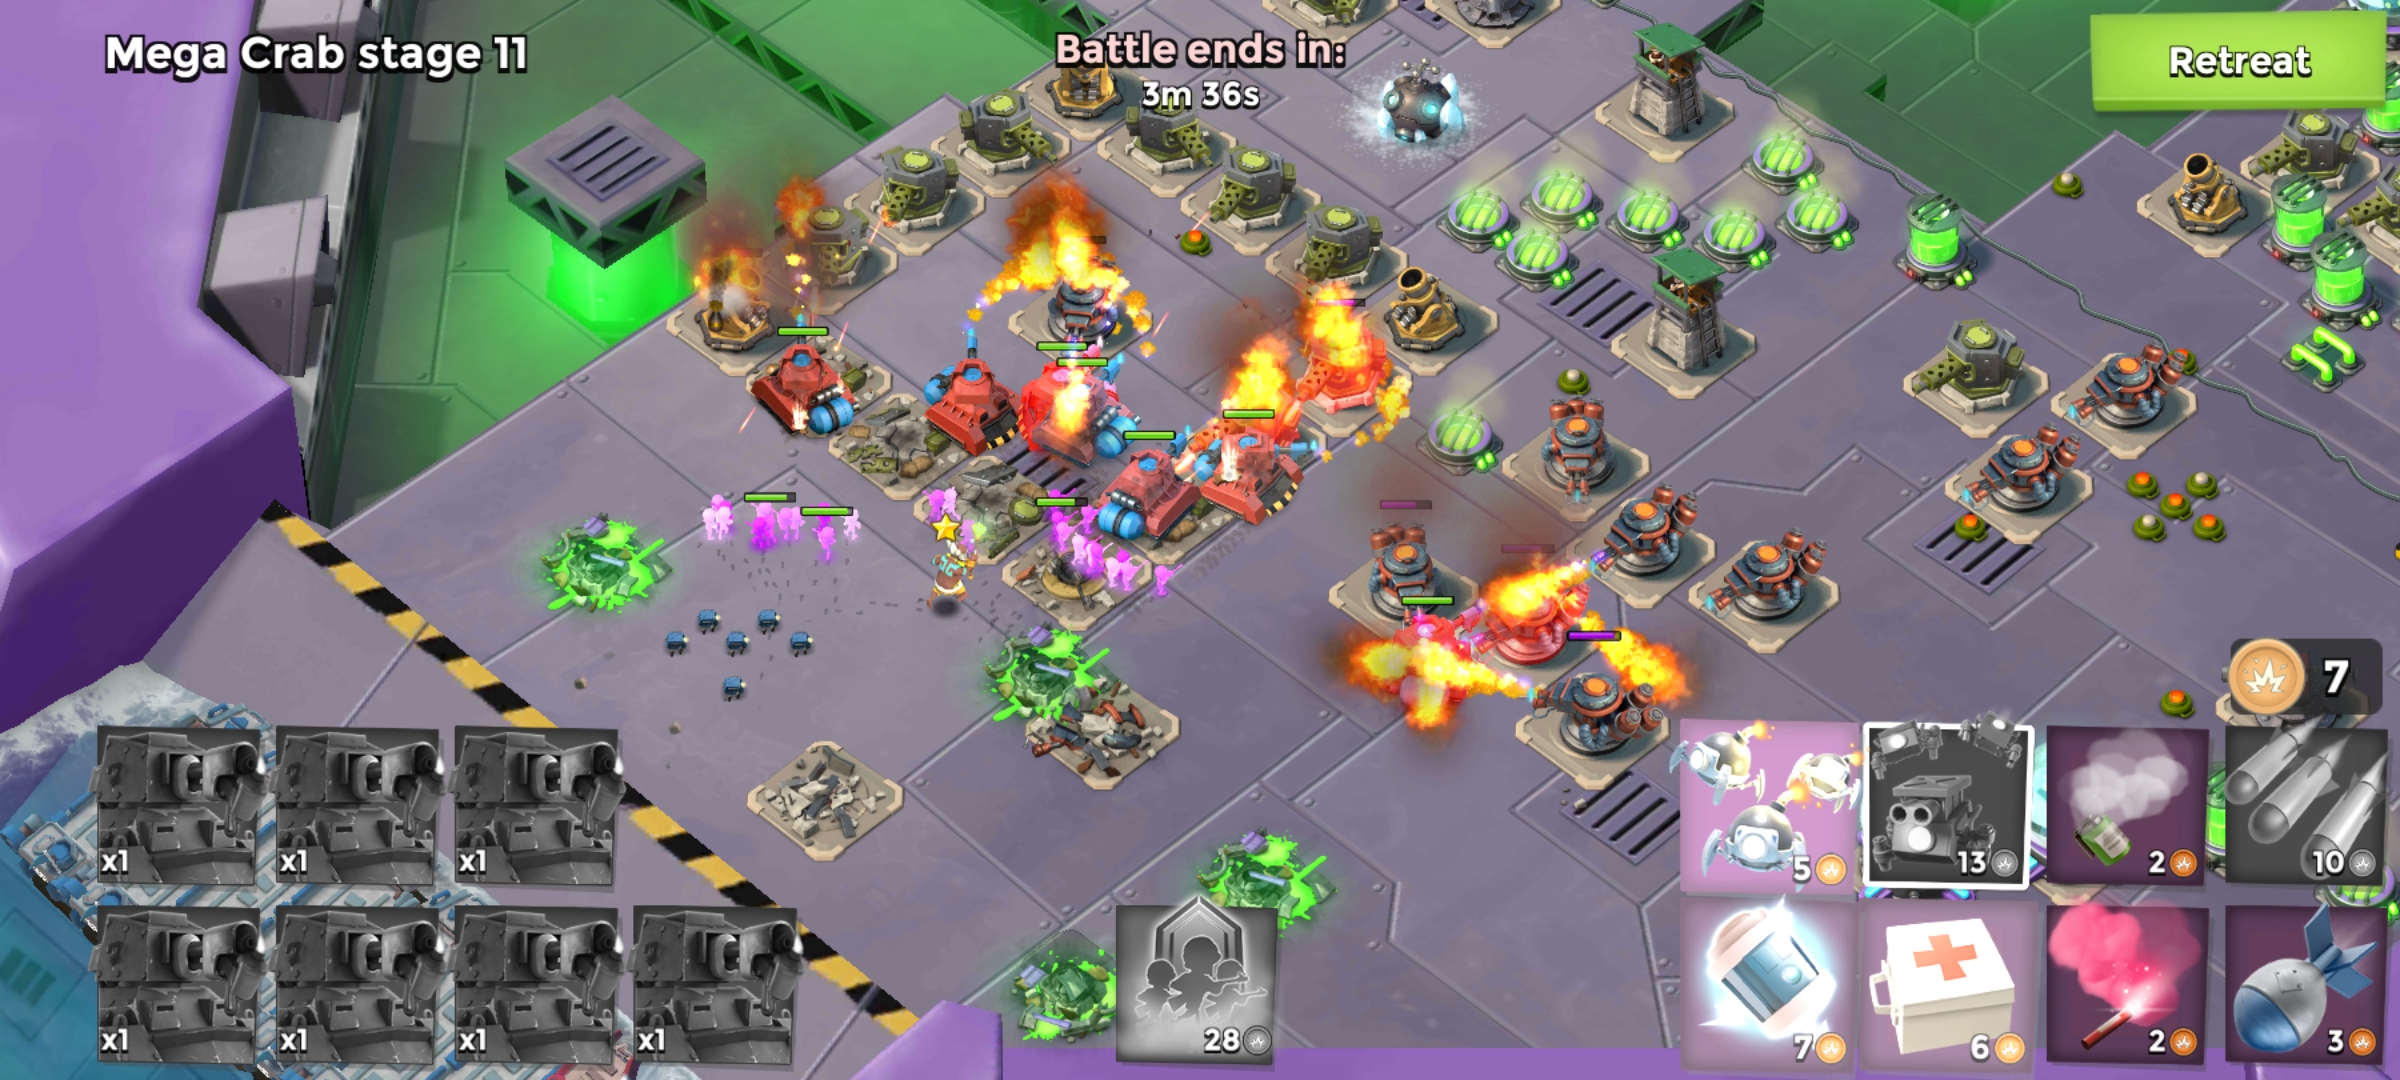 Mega Crab stage 11
Battle ends in:
3m 36s
Retreat
7
x1
x1
x1
5
13
2
10
x1
x1
x1
x1
28
7
6
2
3